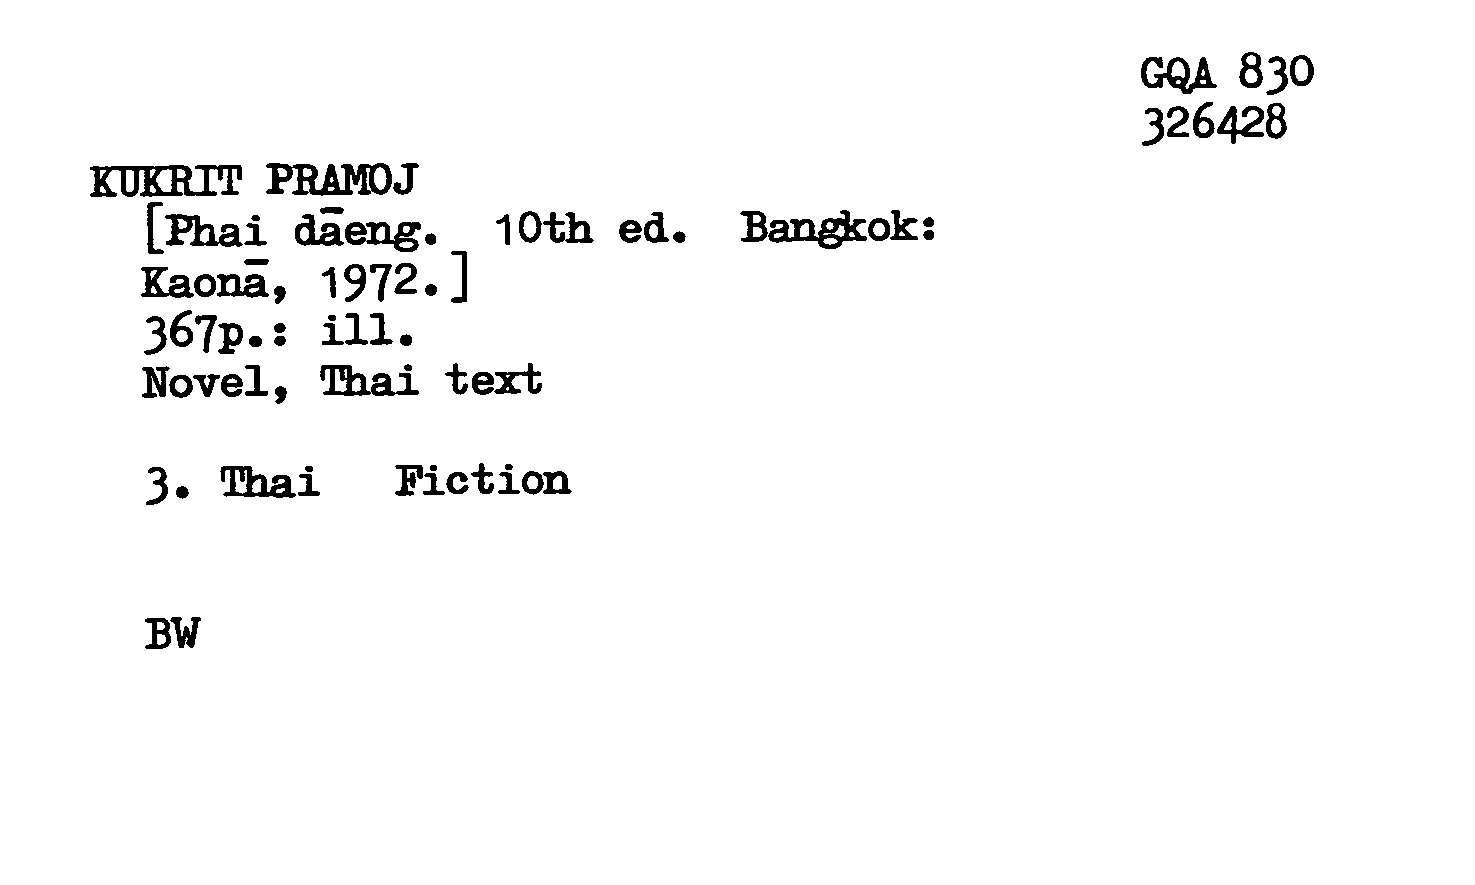 GQA 830
326428
KUKRIT PRAMOJ
[Phai dāeng. 10th ed. Bangkok:
Kaonā, 1972.]
367p.: ill.
Novel, Thai text
3. Thai Fiction
BW